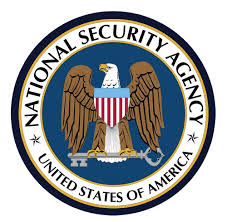 NATIONAL SECURITY AGENCY
UNITED STATES OF AMERICA